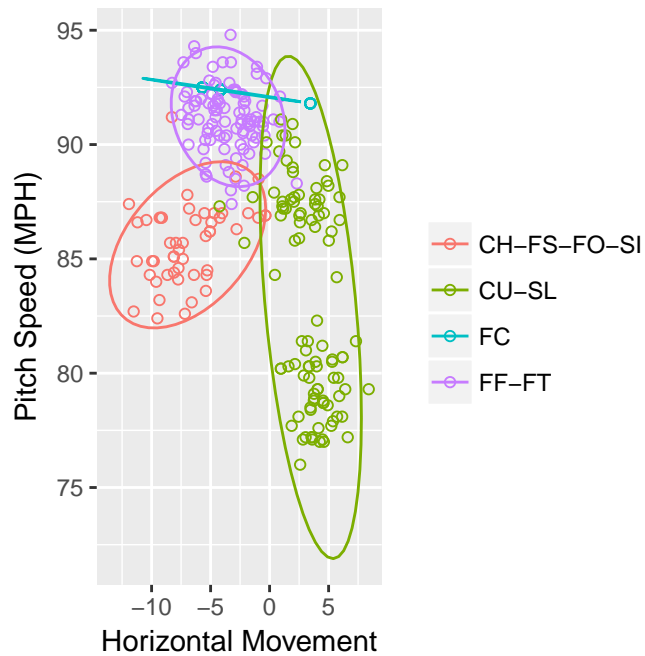 95
90
85
80
75
Pitch Speed (MPH)
−10 −5 0 5
Horizontal Movement
CH−FS−FO−SI
CU−SL
FC
FF−FT